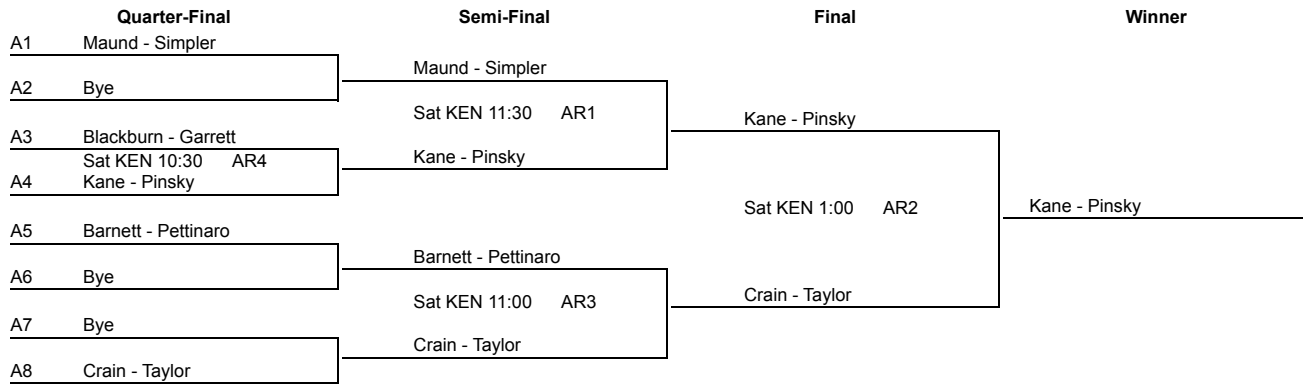 Quarter-Final Semi-Final Final Winner
A1 Maund - Simpler
Maund - Simpler
A2 Bye
Sat KEN 11:30 AR1
Kane - Pinsky
A3 Blackburn - Garrett
Sat KEN 10:30 AR4
Kane - Pinsky
A4 Kane - Pinsky
Sat KEN 1:00 AR2
Kane - Pinsky
A5 Barnett - Pettinaro
Barnett - Pettinaro
A6 Bye
Sat KEN 11:00 AR3
Crain - Taylor
A7 Bye
Crain - Taylor
A8 Crain - Taylor